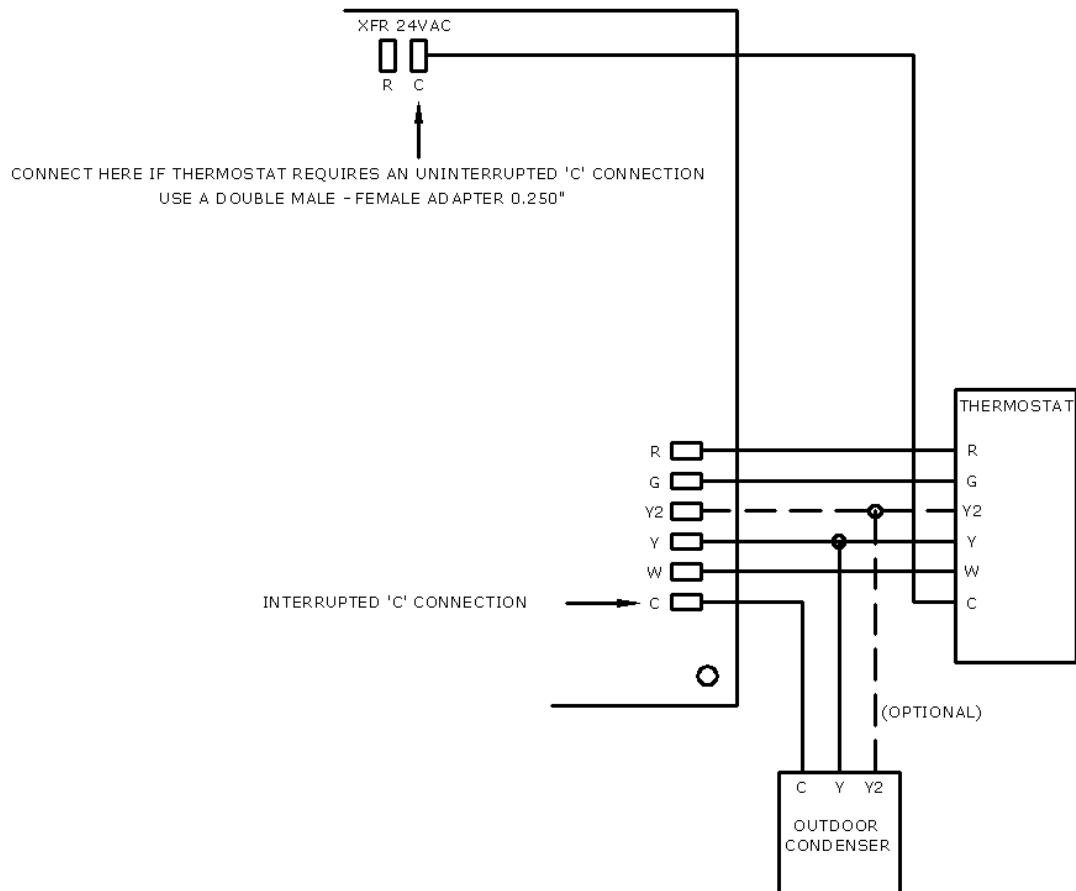 XFR 24VAC
R C
CONNECT HERE IF THERMOSTAT REQUIRES AN UNINTERRUPTED 'C' CONNECTION
USE A DOUBLE MALE - FEMALE ADAPTER 0.250"
THERMOSTAT
R R
G G
Y2 Y2
Y Y
W W
INTERRUPTED 'C' CONNECTION C C
(OPTIONAL)
C Y Y2
OUTDOOR
CONDENSER